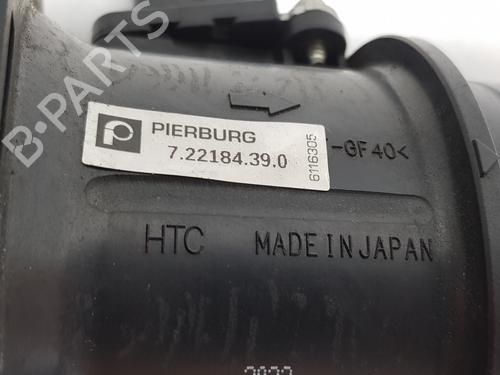 B-PARTS
PIERBURG
7.22184.39.0
6116305
-GF40<
HTC MADE IN JAPAN